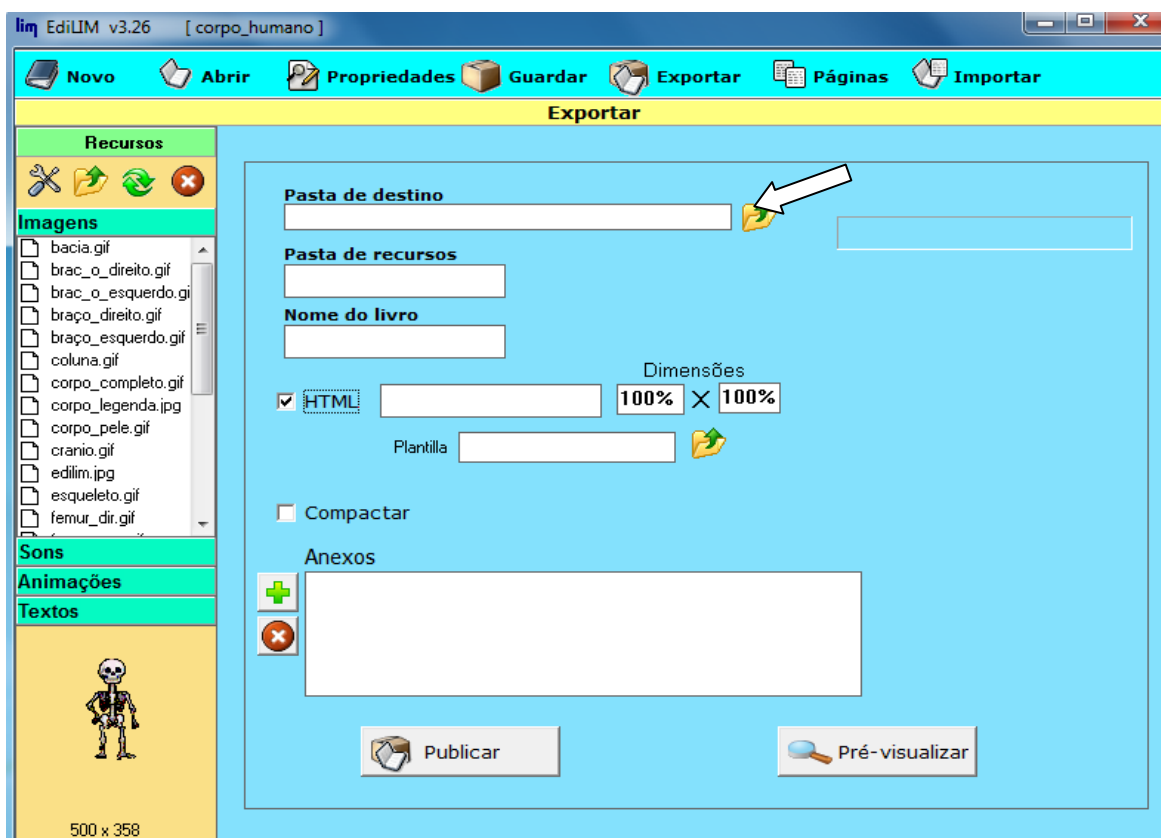 lim EdiLIM v3.26 [ corpo_humano ]
Novo Abrir Propriedades Guardar Exportar Páginas Importar
Exportar
Recursos
Imagens
bacia.gif
brac_o_direito.gif
brac_o_esquerdo.gi
braço_direito.gif
braço_esquerdo.gif
coluna.gif
corpo_completo.gif
corpo_legenda.jpg
corpo_pele.gif
cranio.gif
edilim.jpg
esqueleto.gif
femur_dir.gif
Sons
Animações
Textos
500 x 358
Pasta de destino
Pasta de recursos
Nome do livro
Dimensões
HTML 100% X 100%
Plantilla
Compactar
Anexos
Publicar Pré-visualizar